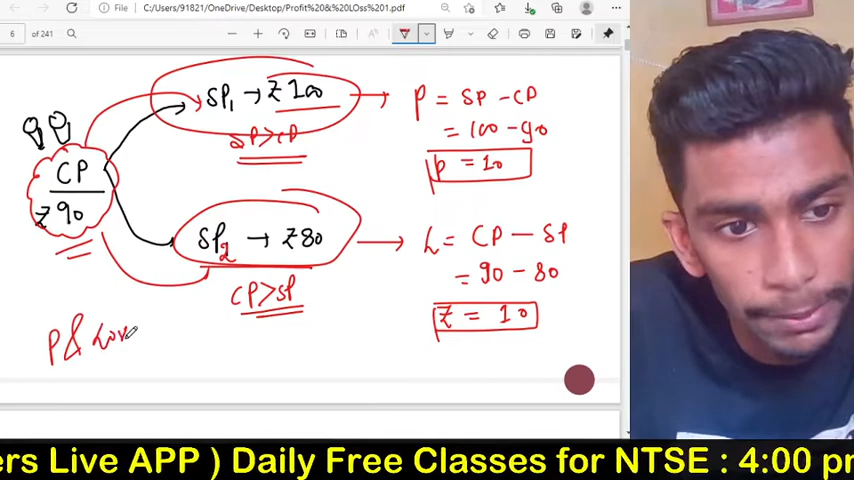 C:/Users/91821/OneDrive/Desktop/Profit%20&%20LOss%201.pdf
6 of 241
SP1 → ₹100 → P = SP - CP
SP>CP = 100 - 90
P = 10
CP
₹90
SP2 → ₹80 → L = CP - SP
CP>SP = 90 - 80
L = 10
P & Loss
ers Live APP ) Daily Free Classes for NTSE : 4:00 pm